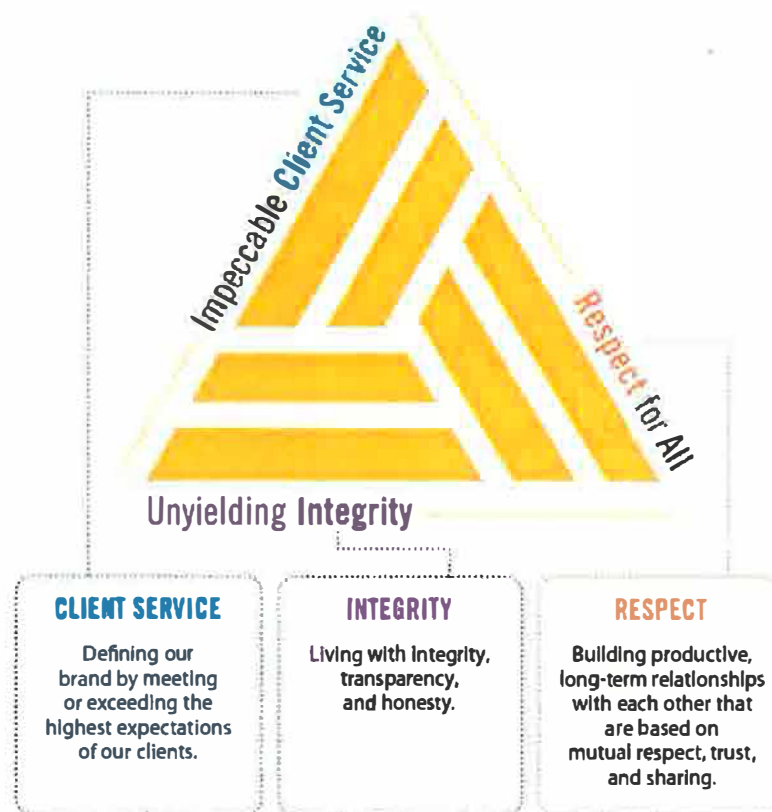 Impeccable Client Service
Respect for All
Unyielding Integrity
CLIENT SERVICE
Defining our
brand by meeting
or exceeding the
highest expectations
of our clients.
INTEGRITY
Living with integrity,
transparency,
and honesty.
RESPECT
Building productive,
long-term relationships
with each other that
are based on
mutual respect, trust,
and sharing.